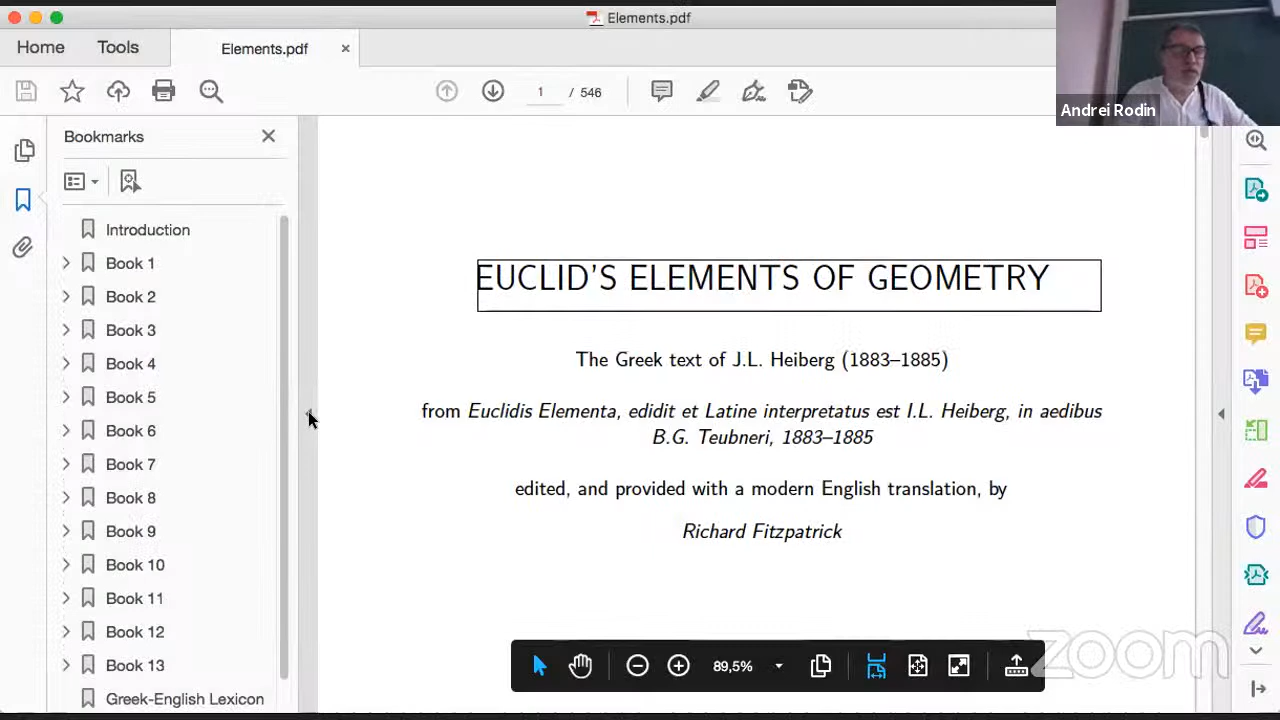 Elements.pdf
Home
Tools
Elements.pdf
1 / 546
Andrei Rodin
Bookmarks
Introduction
Book 1
Book 2
Book 3
Book 4
Book 5
Book 6
Book 7
Book 8
Book 9
Book 10
Book 11
Book 12
Book 13
Greek-English Lexicon
EUCLID'S ELEMENTS OF GEOMETRY
The Greek text of J.L. Heiberg (1883–1885)
from Euclidis Elementa, edidit et Latine interpretatus est I.L. Heiberg, in aedibus
B.G. Teubneri, 1883–1885
edited, and provided with a modern English translation, by
Richard Fitzpatrick
89,5%
zoom